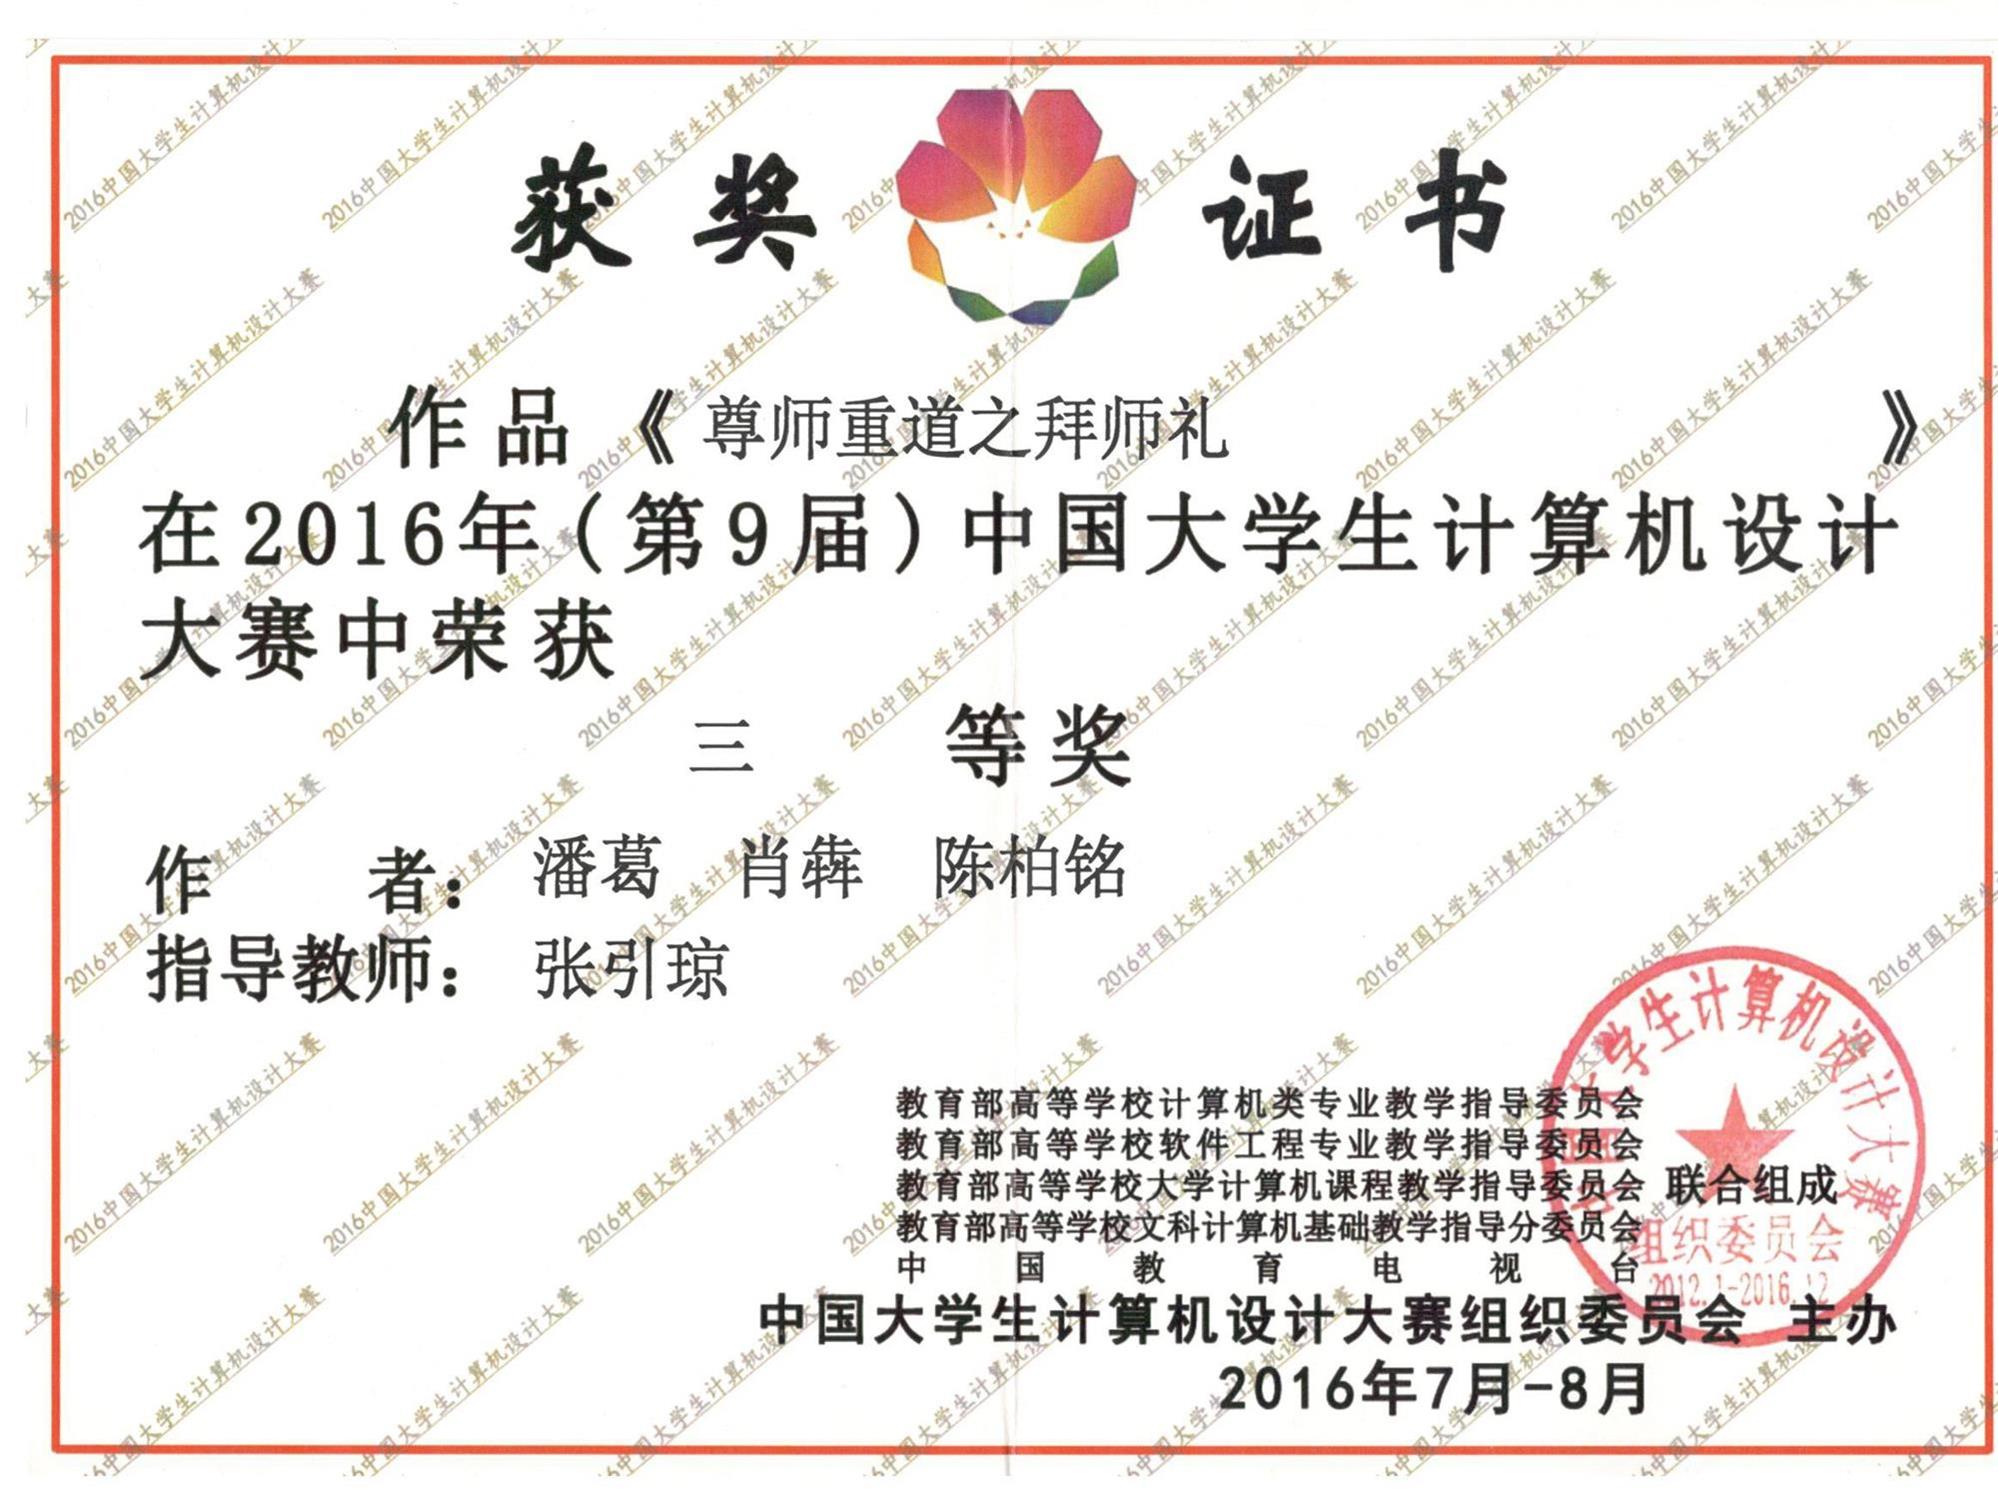 获奖证书
作品《尊师重道之拜师礼》
在2016年(第9届)中国大学生计算机设计
大赛中荣获
三等奖
作者：潘葛 肖犇 陈柏铭
指导教师：张引琼
教育部高等学校计算机类专业教学指导委员会
教育部高等学校软件工程专业教学指导委员会
教育部高等学校大学计算机课程教学指导委员会 联合组成
教育部高等学校文科计算机基础教学指导分委员会
中国教育电视台
中国大学生计算机设计大赛组织委员会 主办
2016年7月-8月
中国大学生计算机设计大赛
组织委员会
2012.1-2016.12
2016中国大学生计算机设计大赛